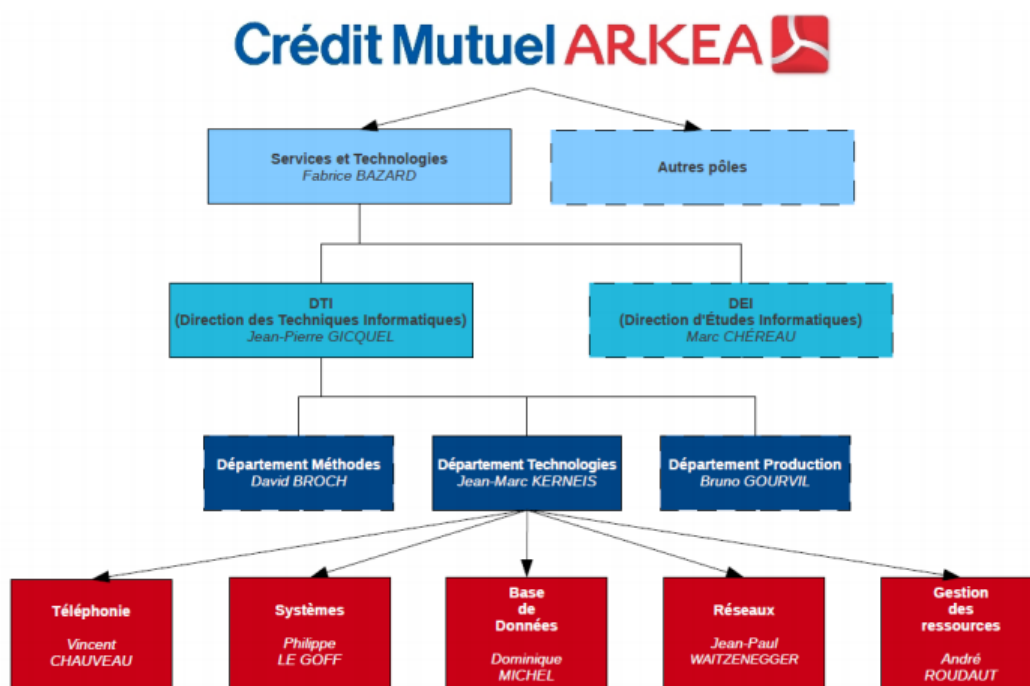 Crédit Mutuel ARKEA
Services et Technologies
Fabrice BAZARD
Autres pôles
DTI
(Direction des Techniques Informatiques)
Jean-Pierre GICQUEL
DEI
(Direction d'Études Informatiques)
Marc CHÉREAU
Département Méthodes
David BROCH
Département Technologies
Jean-Marc KERNEIS
Département Production
Bruno GOURVIL
Téléphonie
Vincent
CHAUVEAU
Systèmes
Philippe
LE GOFF
Base
de
Données
Dominique
MICHEL
Réseaux
Jean-Paul
WAITZENEGGER
Gestion
des
ressources
André
ROUDAUT